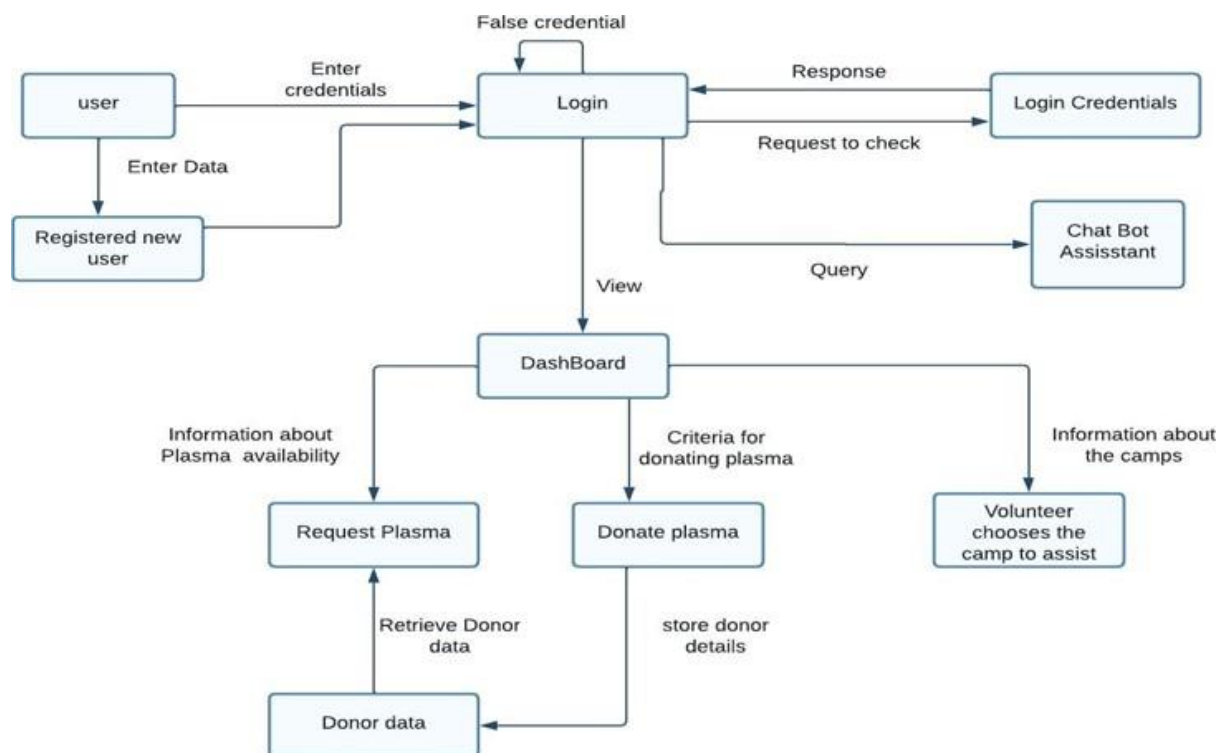 False credential
Enter
credentials
Response
user
Login
Login Credentials
Request to check
Enter Data
Registered new
user
Chat Bot
Assisstant
Query
View
DashBoard
Information about
Plasma availability
Criteria for
donating plasma
Information about
the camps
Request Plasma
Donate plasma
Volunteer
chooses the
camp to assist
Retrieve Donor
data
store donor
details
Donor data